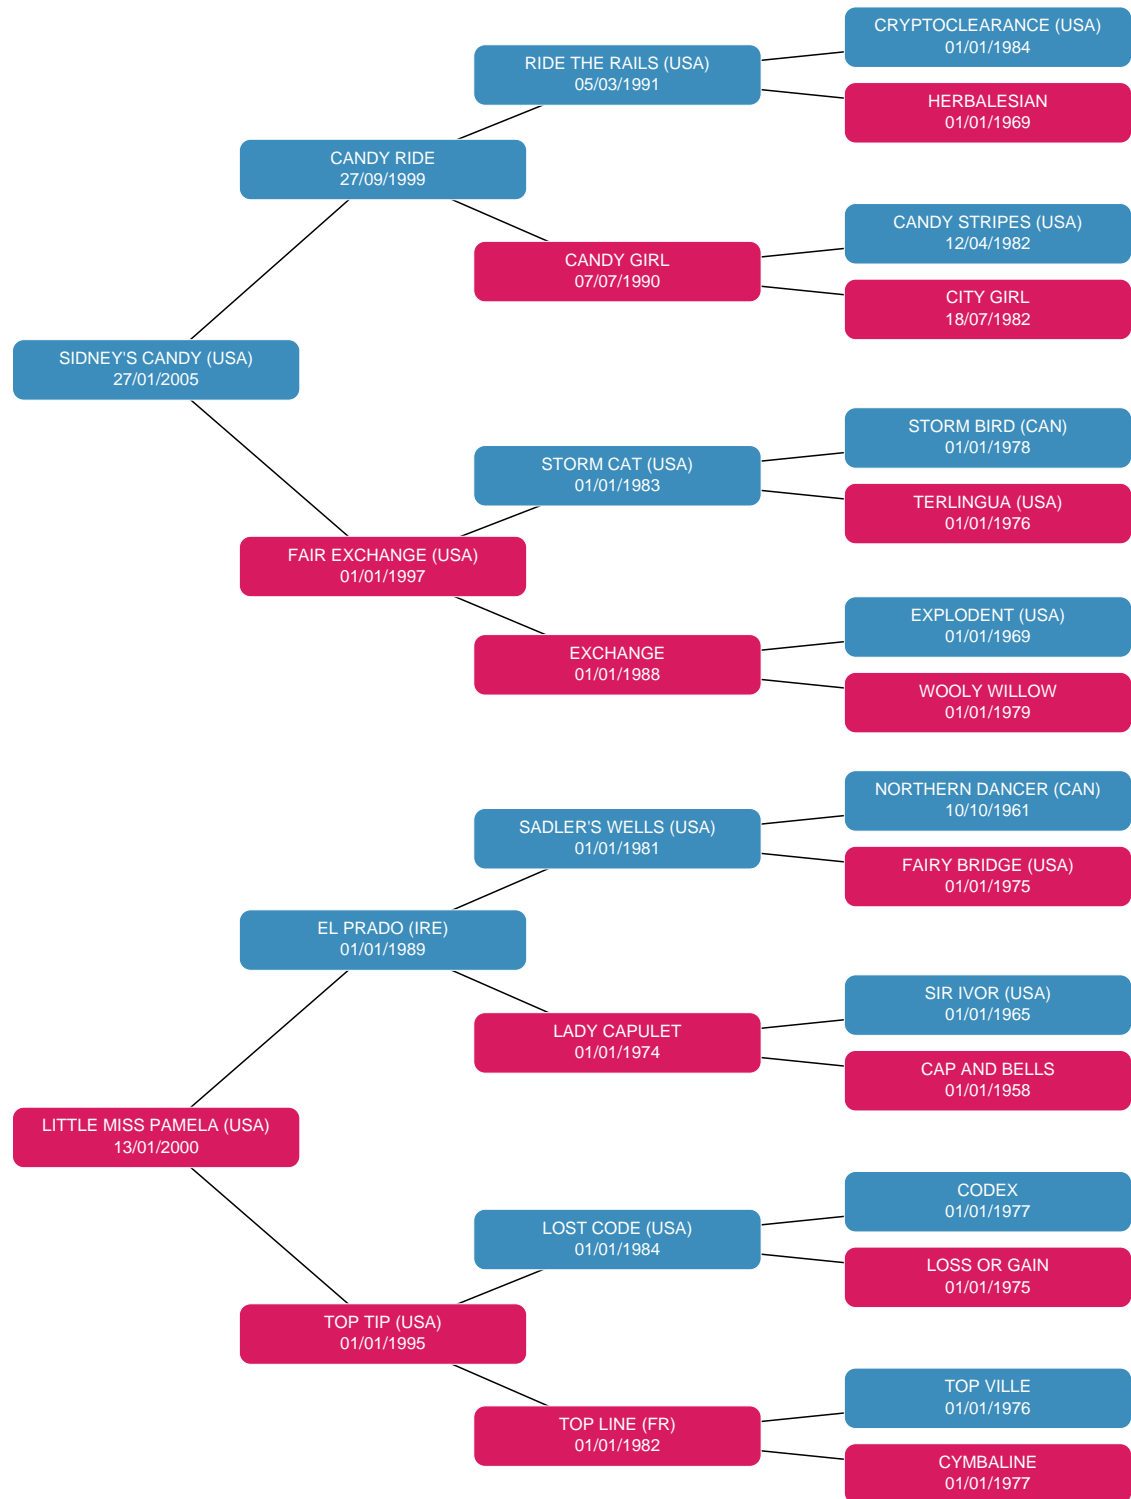 CRYPTOCLEARANCE (USA)
01/01/1984
RIDE THE RAILS (USA)
05/03/1991
HERBALESIAN
01/01/1969
CANDY RIDE
27/09/1999
CANDY STRIPES (USA)
12/04/1982
CANDY GIRL
07/07/1990
CITY GIRL
18/07/1982
SIDNEY'S CANDY (USA)
27/01/2005
STORM BIRD (CAN)
01/01/1978
STORM CAT (USA)
01/01/1983
TERLINGUA (USA)
01/01/1976
FAIR EXCHANGE (USA)
01/01/1997
EXPLODENT (USA)
01/01/1969
EXCHANGE
01/01/1988
WOOLY WILLOW
01/01/1979
NORTHERN DANCER (CAN)
10/10/1961
SADLER'S WELLS (USA)
01/01/1981
FAIRY BRIDGE (USA)
01/01/1975
EL PRADO (IRE)
01/01/1989
SIR IVOR (USA)
01/01/1965
LADY CAPULET
01/01/1974
CAP AND BELLS
01/01/1958
LITTLE MISS PAMELA (USA)
13/01/2000
CODEX
01/01/1977
LOST CODE (USA)
01/01/1984
LOSS OR GAIN
01/01/1975
TOP TIP (USA)
01/01/1995
TOP VILLE
01/01/1976
TOP LINE (FR)
01/01/1982
CYMBALINE
01/01/1977